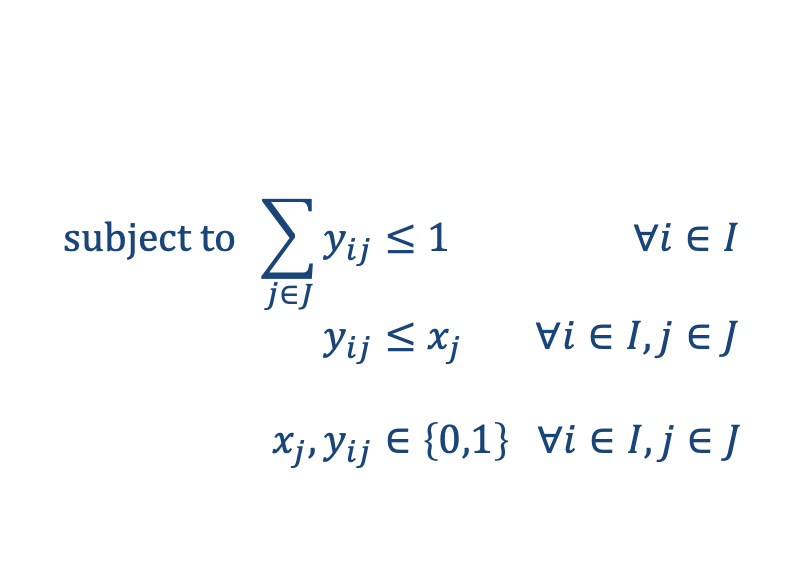 subject to ∑_{j∈J} y_{ij} ≤ 1 ∀i ∈ I
y_{ij} ≤ x_j ∀i ∈ I, j ∈ J
x_j, y_{ij} ∈ {0,1} ∀i ∈ I, j ∈ J